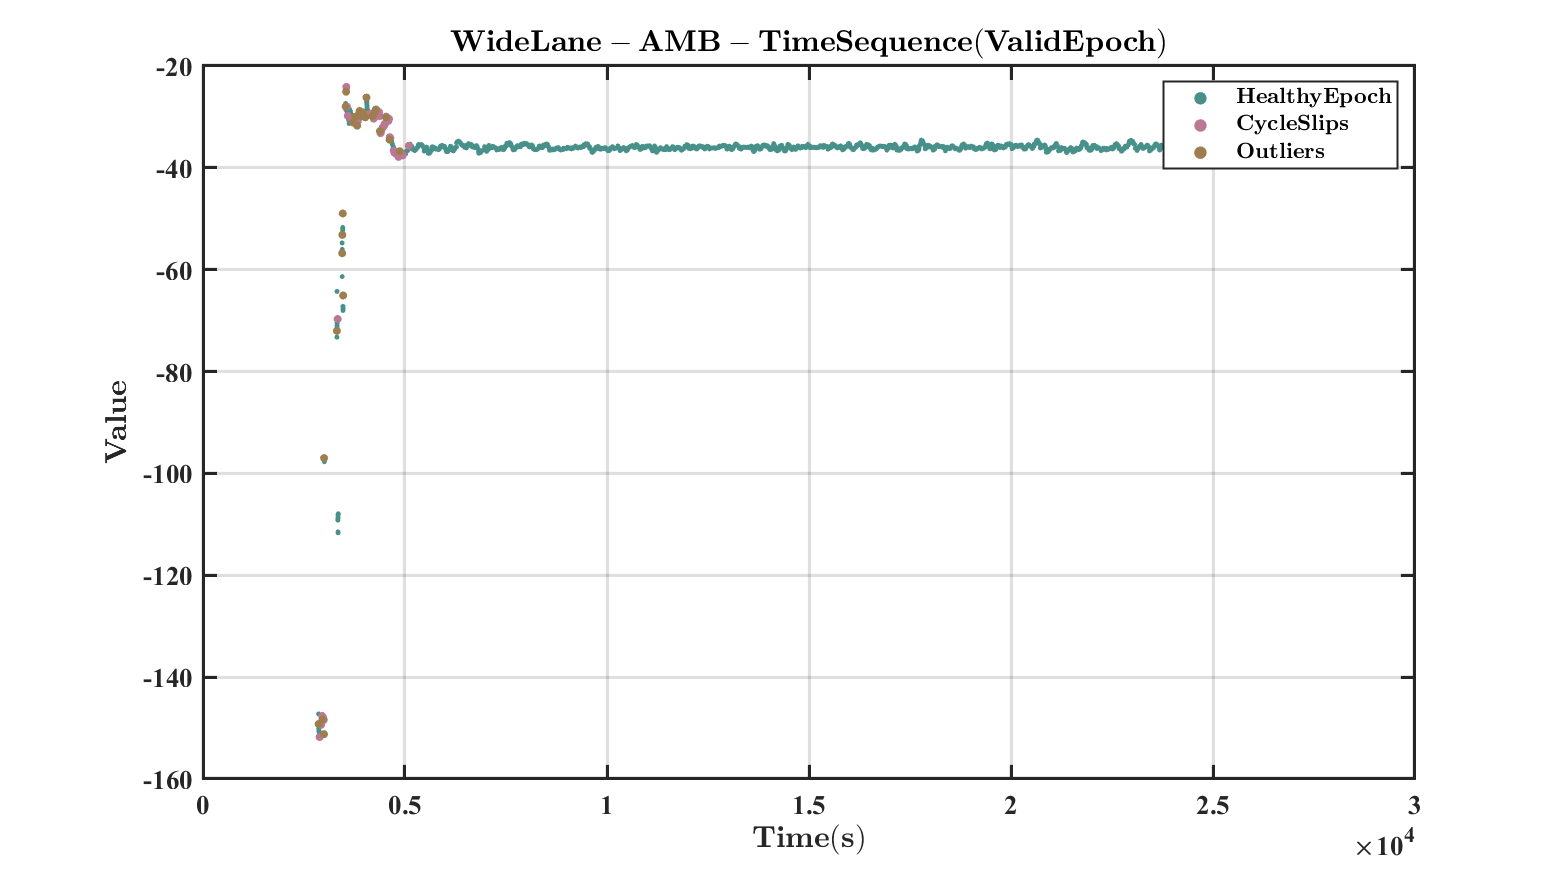 WideLane − AMB − TimeSequence(ValidEpoch)
-20
-40
-60
-80
-100
-120
-140
-160
Value
HealthyEpoch
CycleSlips
Outliers
0 0.5 1 1.5 2 2.5 3
Time(s)
×10⁴